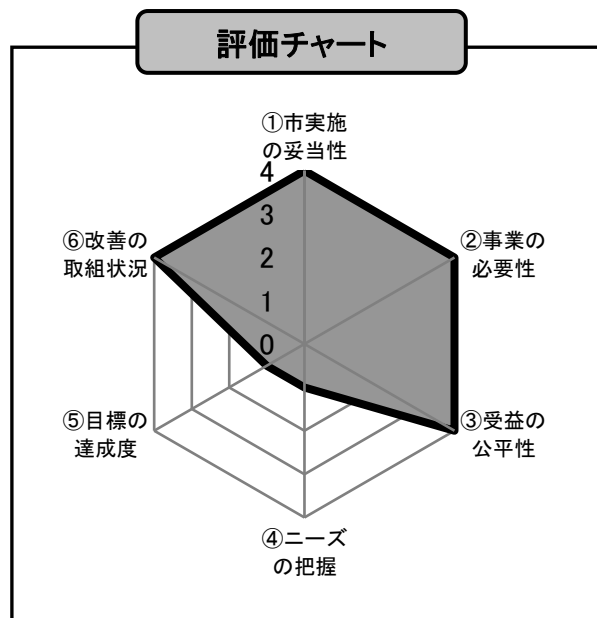 評価チャート
①市実施
の妥当性
4
3
2
1
0
②事業の
必要性
③受益の
公平性
④ニーズ
の把握
⑤目標の
達成度
⑥改善の
取組状況